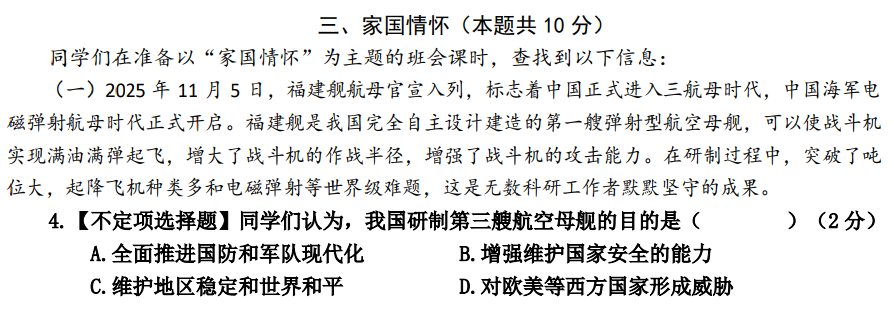 三、家国情怀（本题共 10 分）
同学们在准备以“家国情怀”为主题的班会课时，查找到以下信息：
（一）2025 年 11 月 5 日，福建舰航母官宣入列，标志着中国正式进入三航母时代，中国海军电
磁弹射航母时代正式开启。福建舰是我国完全自主设计建造的第一艘弹射型航空母舰，可以使战斗机
实现满油满弹起飞，增大了战斗机的作战半径，增强了战斗机的攻击能力。在研制过程中，突破了吨
位大，起降飞机种类多和电磁弹射等世界级难题，这是无数科研工作者默默坚守的成果。
4.【不定项选择题】同学们认为，我国研制第三艘航空母舰的目的是（　　　）（2 分）
A.全面推进国防和军队现代化　　B.增强维护国家安全的能力
C.维护地区稳定和世界和平　　D.对欧美等西方国家形成威胁